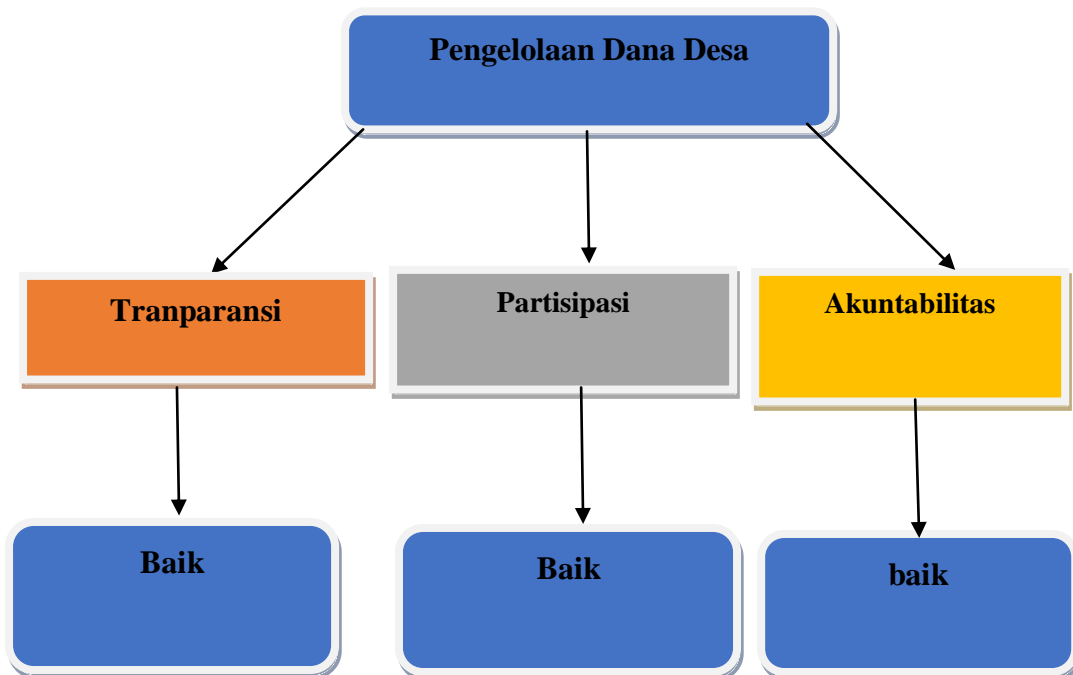 Pengelolaan Dana Desa
Tranparansi
Partisipasi
Akuntabilitas
Baik
Baik
baik